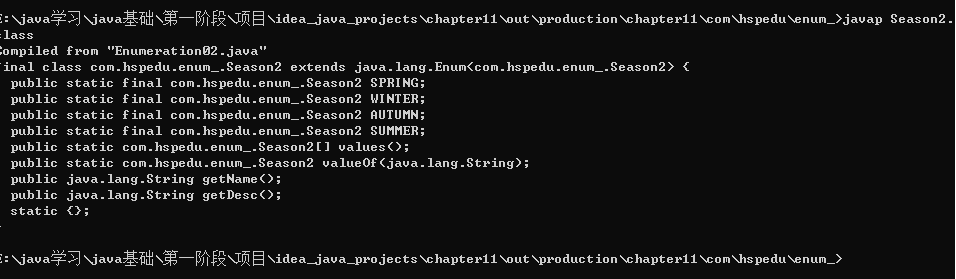 E:\java学习\java基础\第一阶段\项目\idea_java_projects\chapter11\out\production\chapter11\com\hspedu\enum_>javap Season2.
class
Compiled from "Enumeration02.java"
final class com.hspedu.enum_.Season2 extends java.lang.Enum<com.hspedu.enum_.Season2> {
  public static final com.hspedu.enum_.Season2 SPRING;
  public static final com.hspedu.enum_.Season2 WINTER;
  public static final com.hspedu.enum_.Season2 AUTUMN;
  public static final com.hspedu.enum_.Season2 SUMMER;
  public static com.hspedu.enum_.Season2[] values();
  public static com.hspedu.enum_.Season2 valueOf(java.lang.String);
  public java.lang.String getName();
  public java.lang.String getDesc();
  static {};
}
E:\java学习\java基础\第一阶段\项目\idea_java_projects\chapter11\out\production\chapter11\com\hspedu\enum_>